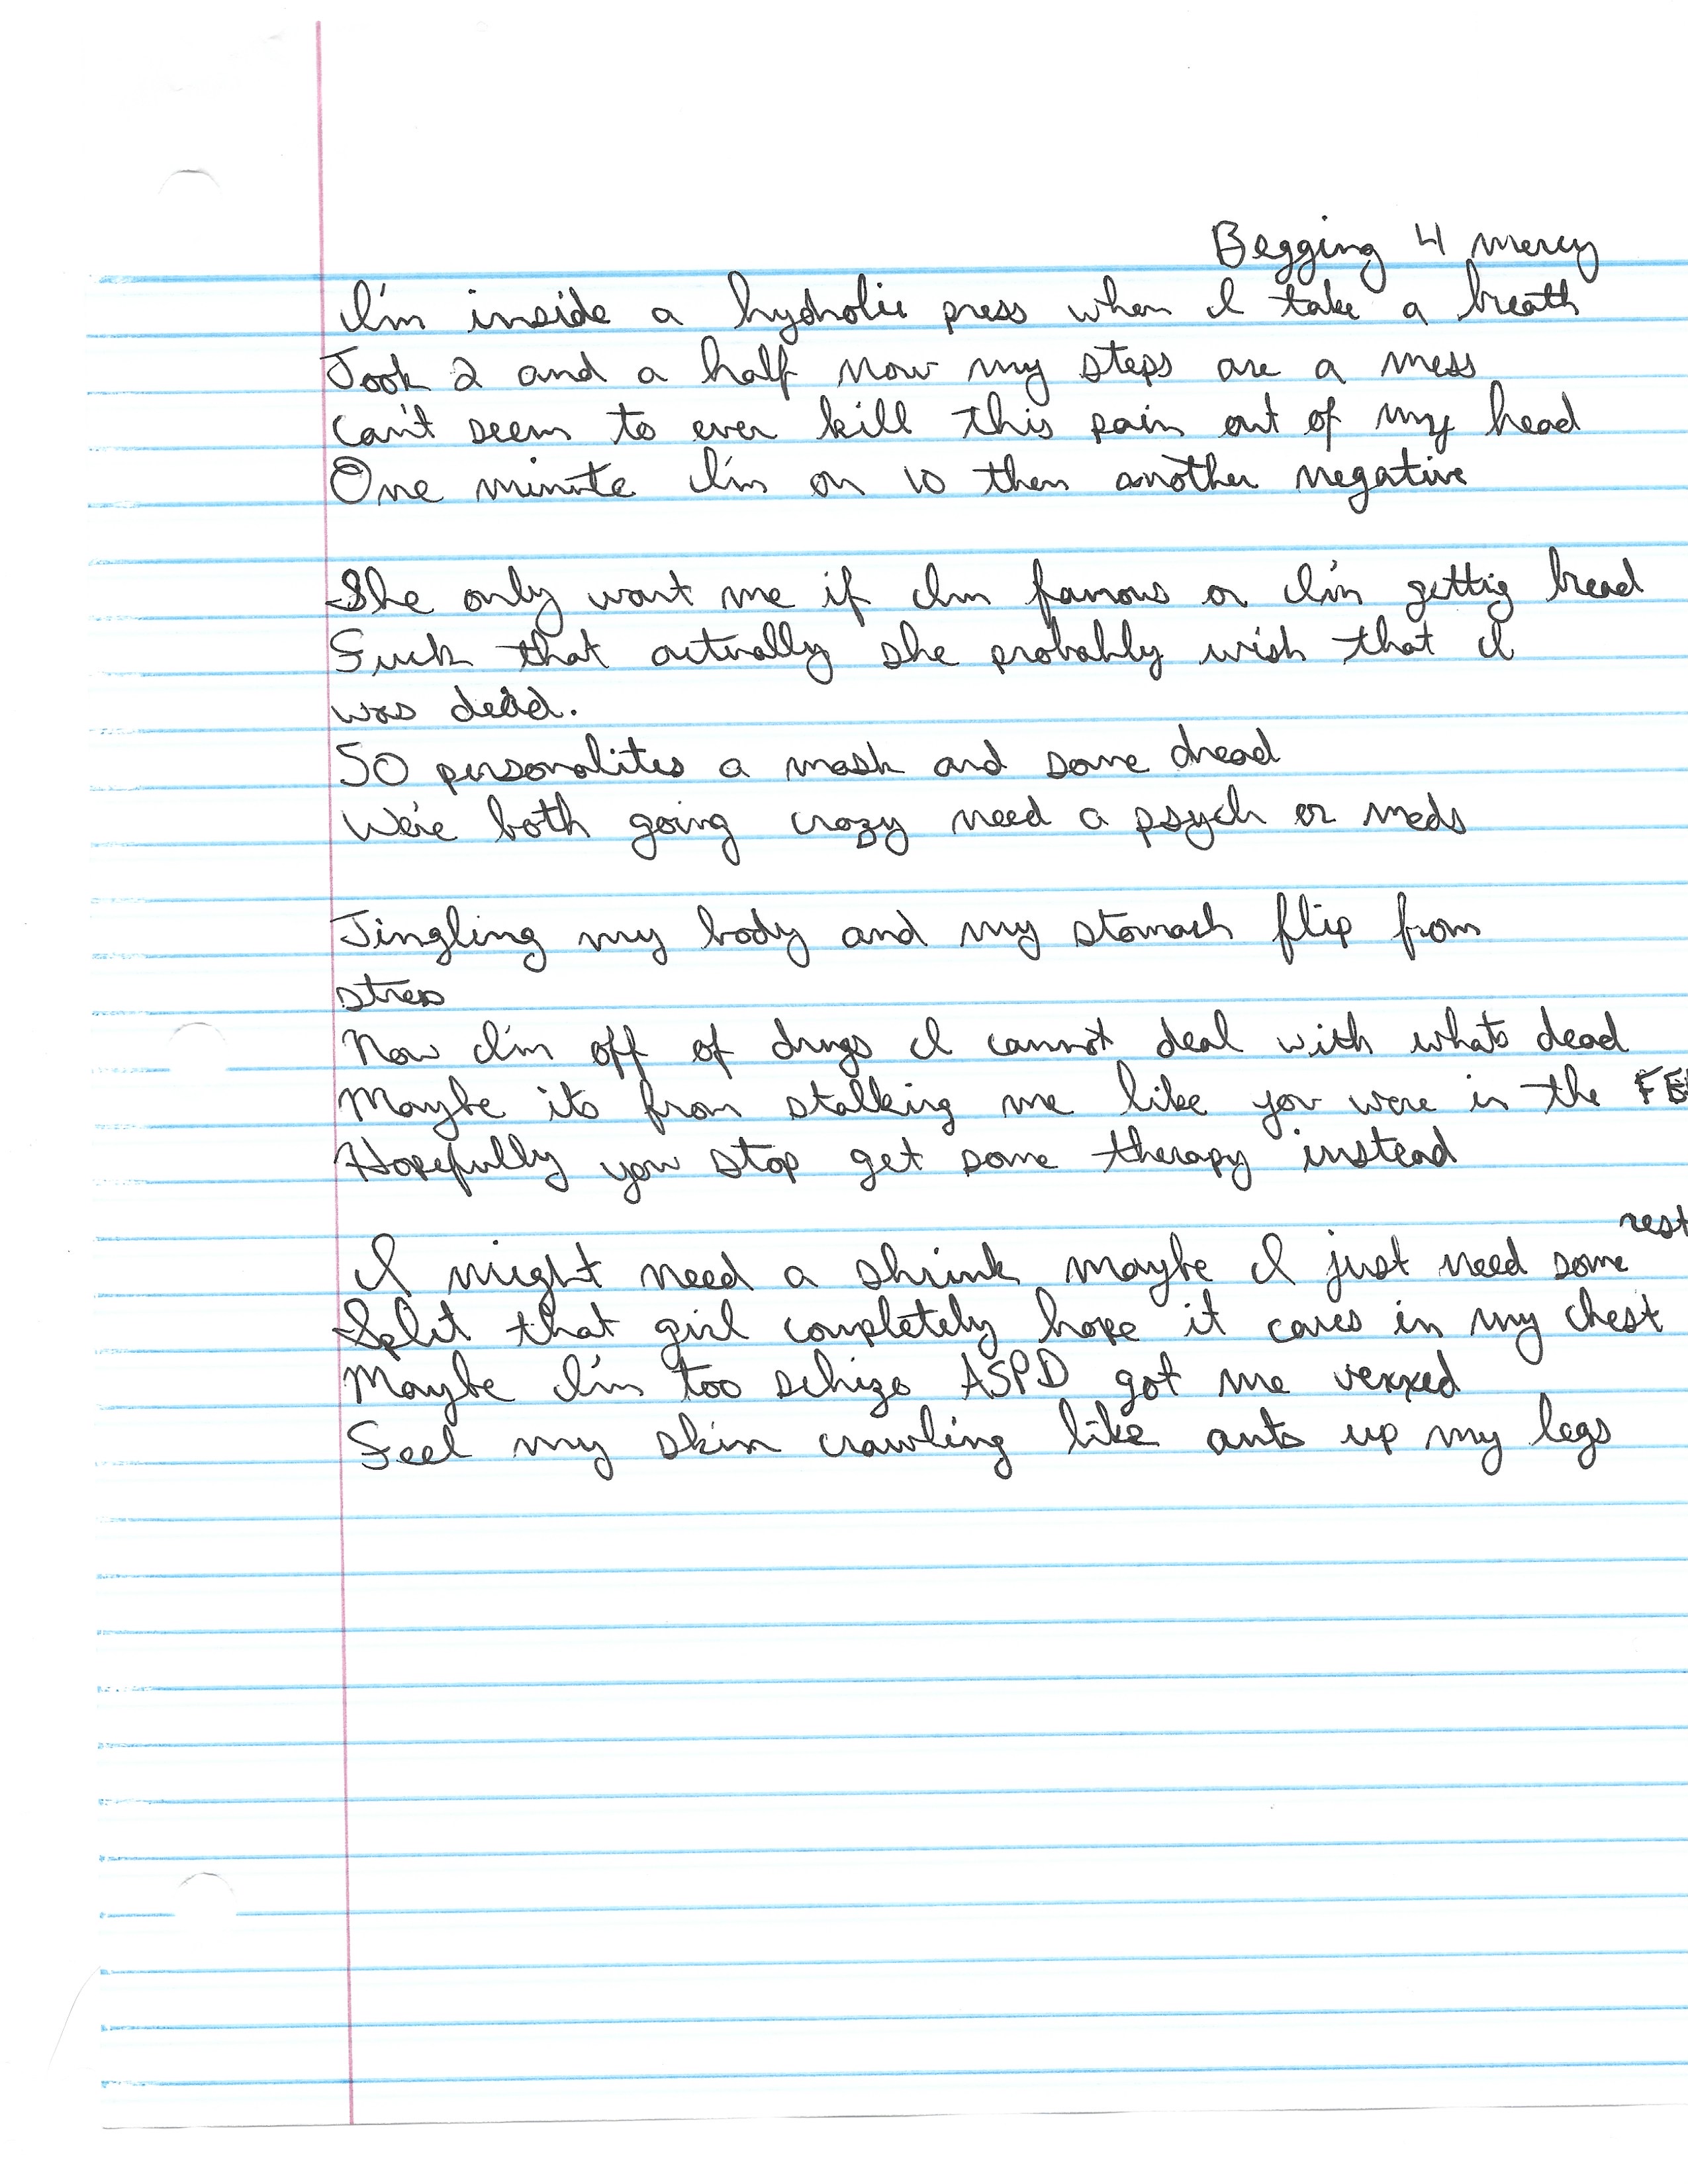 Begging 4 mercy
I'm inside a hydrolic press when I take a breath
Took 2 and a half now my steps are a mess
can't seem to ever kill this pain out of my head
One minute I'm on 10 then another negative
She only want me if I'm famous or I'm gettig bread
Fuck that actually she probably wish that I
was dead.
50 personalites a mask and some dread
We're both going crazy need a psych or meds
Tingling my body and my stomach flip from
stress
Now I'm off of drugs I cannot deal with whats dead
Maybe its from stalking me like you were in the FE
Hopefully you stop get some therapy instead
rest
I might need a shrink maybe I just need some
Split that girl completely hope it caves in my chest
Maybe I'm too schizo ASPD got me vexxed
Feel my skin crawling like ants up my legs